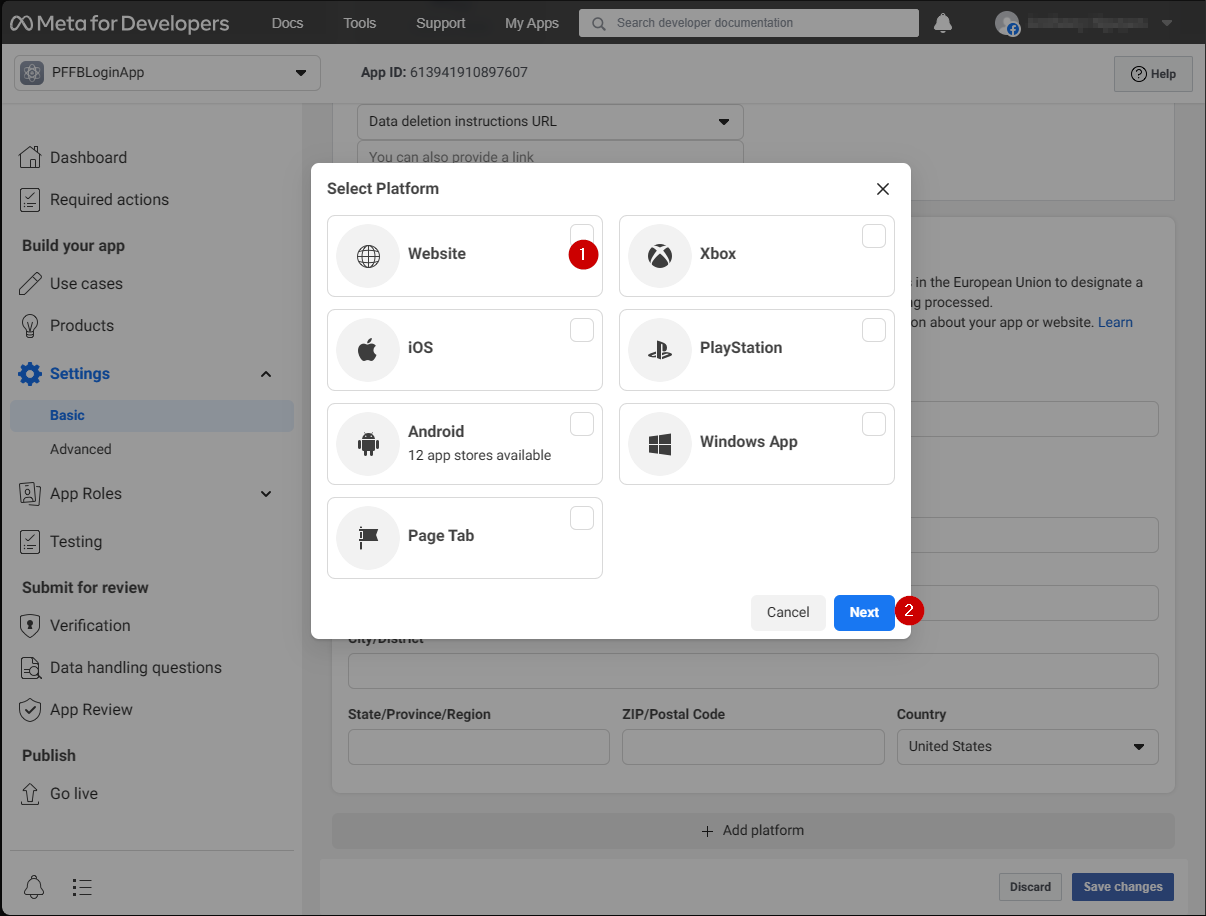 Meta for Developers
Docs
Tools
Support
My Apps
Search developer documentation
PFFBLoginApp
App ID: 613941910897607
Help
Dashboard
Required actions
Build your app
Use cases
Products
Settings
Basic
Advanced
App Roles
Testing
Submit for review
Verification
Data handling questions
App Review
Publish
Go live
Data deletion instructions URL
You can also provide a link
Select Platform
Website
1
Xbox
iOS
PlayStation
Android
12 app stores available
Windows App
Page Tab
Cancel
Next
2
in the European Union to designate a
g processed.
on about your app or website. Learn
City/District
State/Province/Region
ZIP/Postal Code
Country
United States
+ Add platform
Discard
Save changes